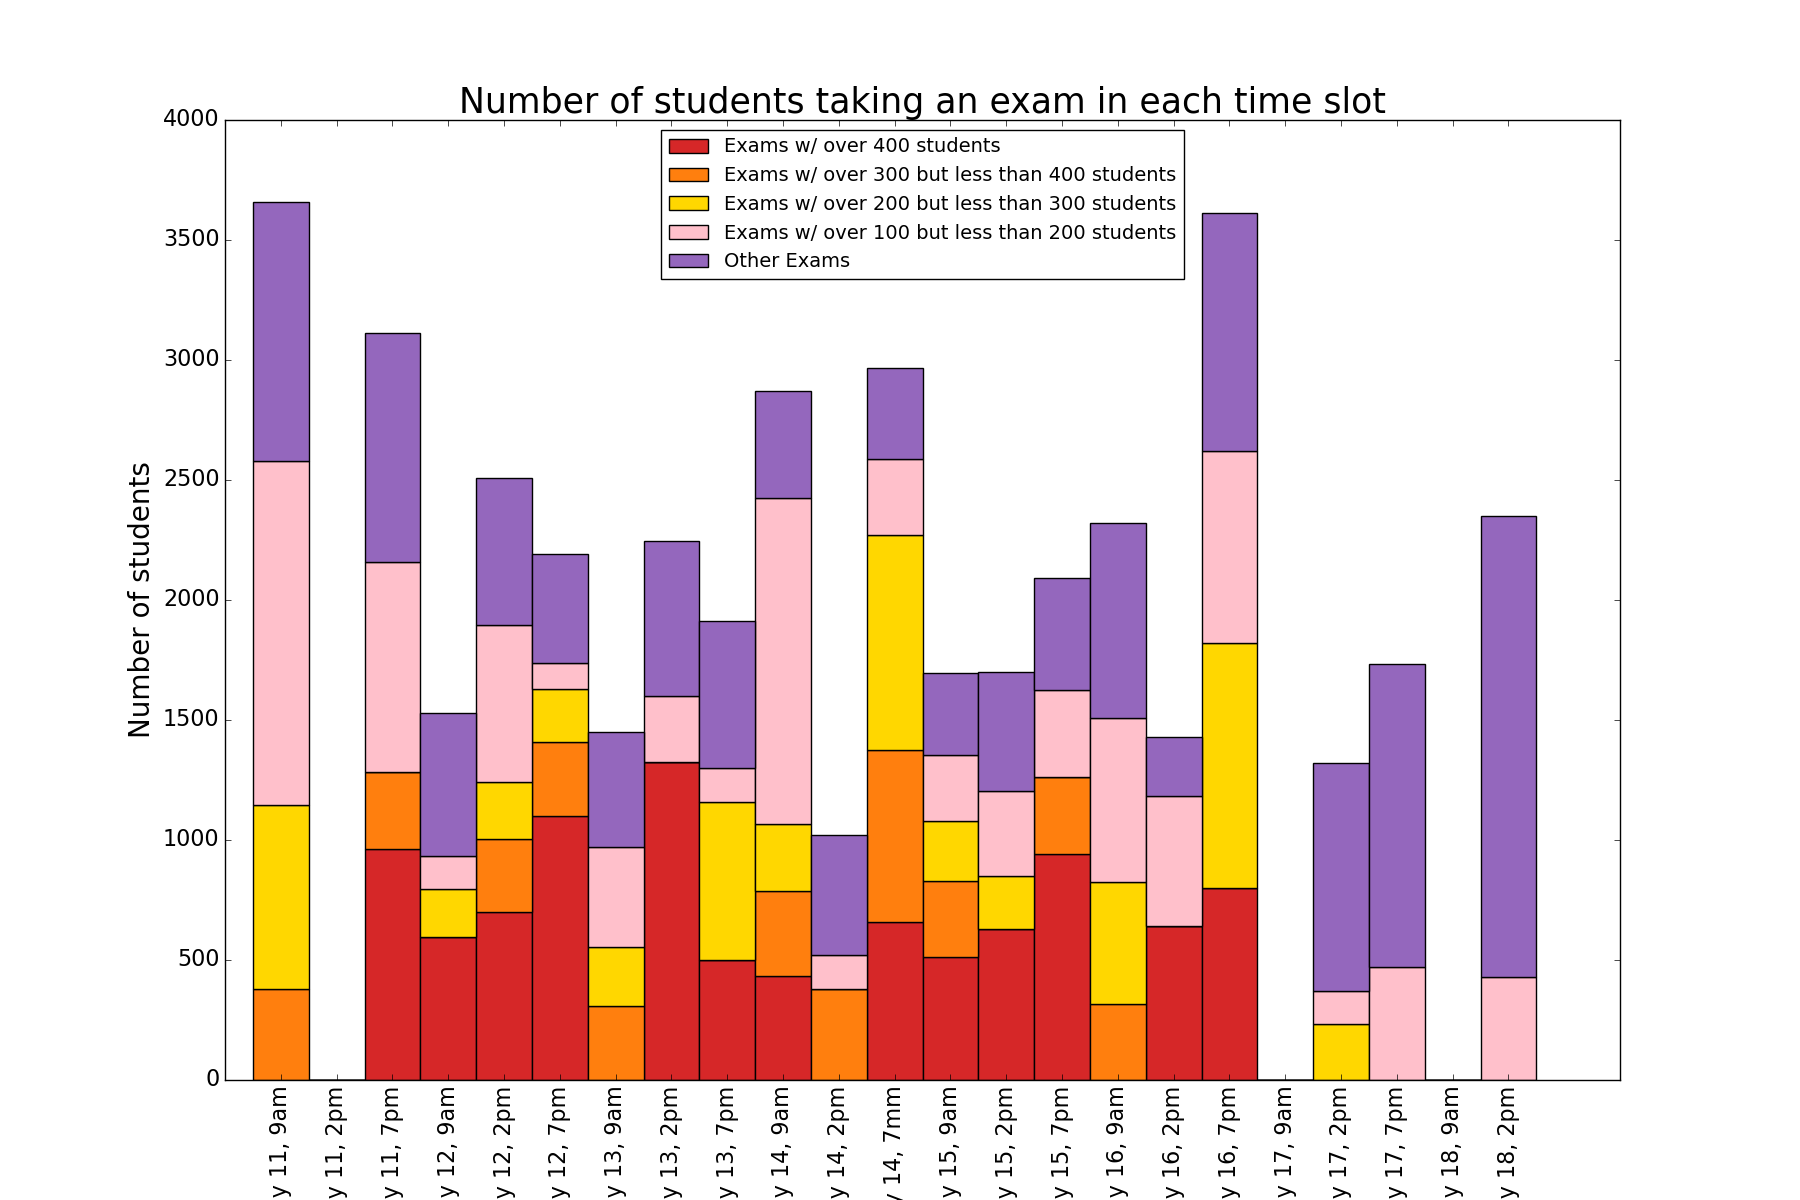 Number of students taking an exam in each time slot
Exams w/ over 400 students
Exams w/ over 300 but less than 400 students
Exams w/ over 200 but less than 300 students
Exams w/ over 100 but less than 200 students
Other Exams
Number of students
4000
3500
3000
2500
2000
1500
1000
500
0
y 11, 9am
y 11, 2pm
y 11, 7pm
y 12, 9am
y 12, 2pm
y 12, 7pm
y 13, 9am
y 13, 2pm
y 13, 7pm
y 14, 9am
y 14, 2pm
y 14, 7mm
y 15, 9am
y 15, 2pm
y 15, 7pm
y 16, 9am
y 16, 2pm
y 16, 7pm
y 17, 9am
y 17, 2pm
y 17, 7pm
y 18, 9am
y 18, 2pm